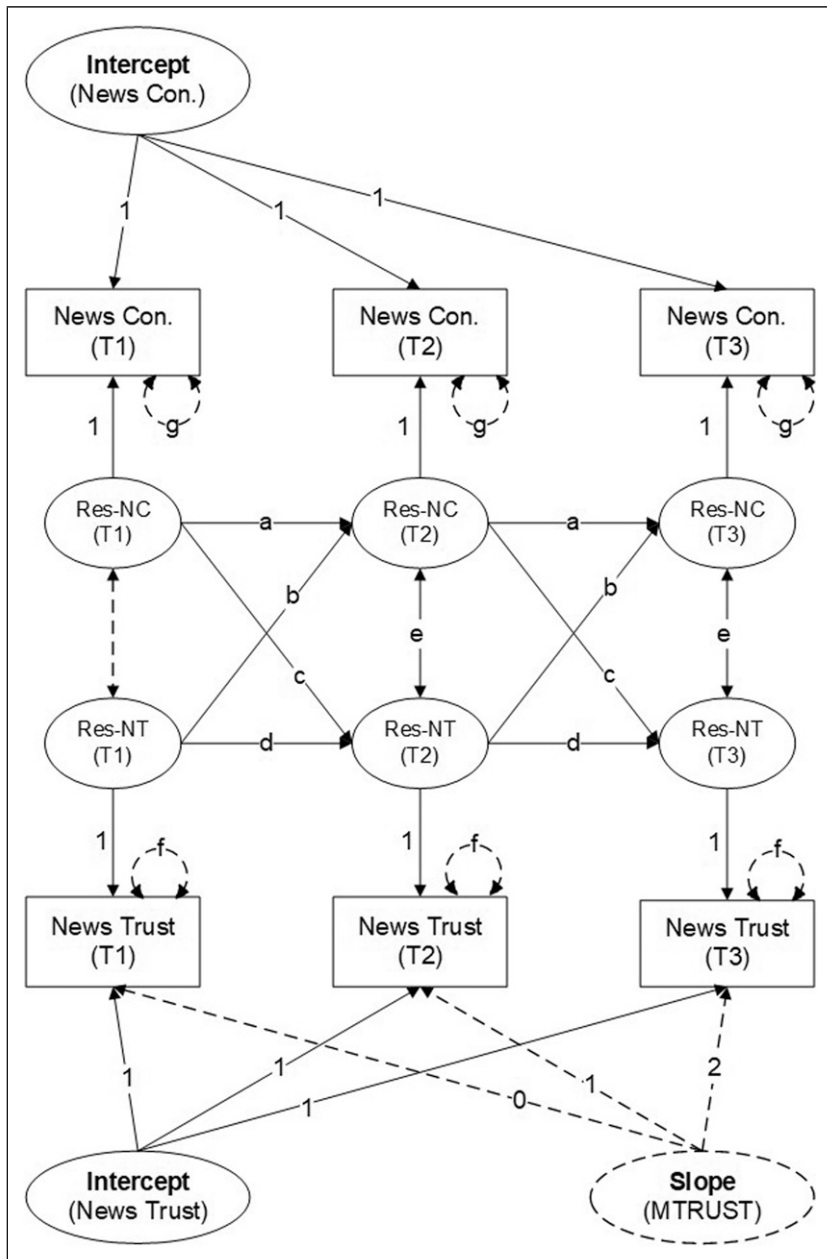 Intercept
(News Con.)
1
1
1
News Con.
(T1)
News Con.
(T2)
News Con.
(T3)
1
g
1
g
1
g
Res-NC
(T1)
a
Res-NC
(T2)
a
Res-NC
(T3)
b
b
e
e
c
c
Res-NT
(T1)
d
Res-NT
(T2)
d
Res-NT
(T3)
1
f
1
f
1
f
News Trust
(T1)
News Trust
(T2)
News Trust
(T3)
1
1
1
0
1
2
Intercept
(News Trust)
Slope
(MTRUST)